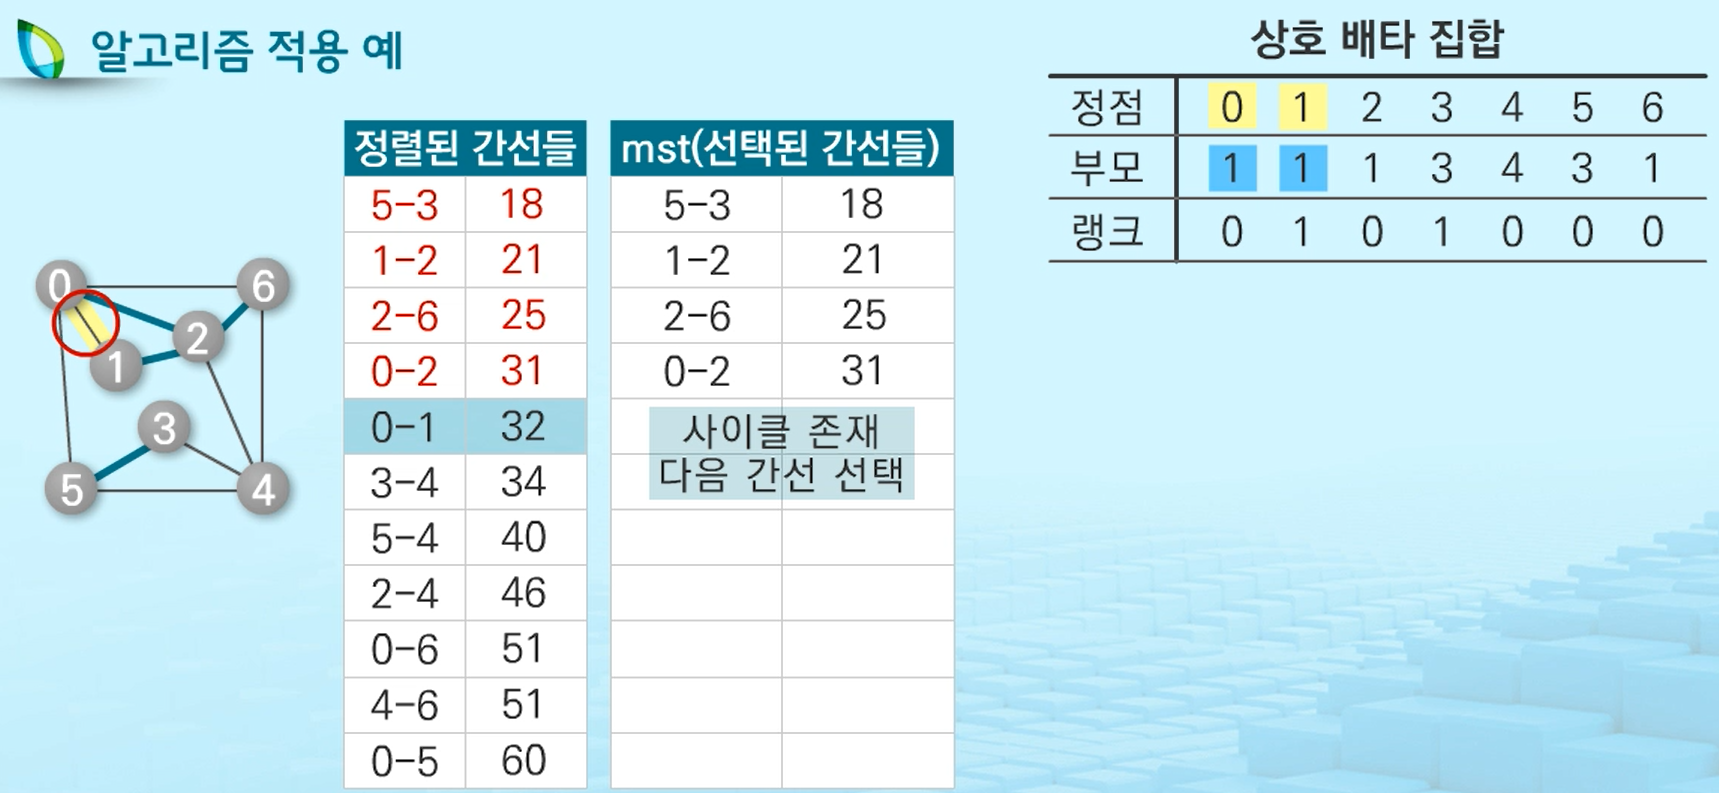 알고리즘 적용 예
상호 배타 집합
정점 0 1 2 3 4 5 6
부모 1 1 1 3 4 3 1
랭크 0 1 0 1 0 0 0
정렬된 간선들
5-3 18
1-2 21
2-6 25
0-2 31
0-1 32
3-4 34
5-4 40
2-4 46
0-6 51
4-6 51
0-5 60
mst(선택된 간선들)
5-3 18
1-2 21
2-6 25
0-2 31
사이클 존재
다음 간선 선택
0
6
2
1
3
5
4